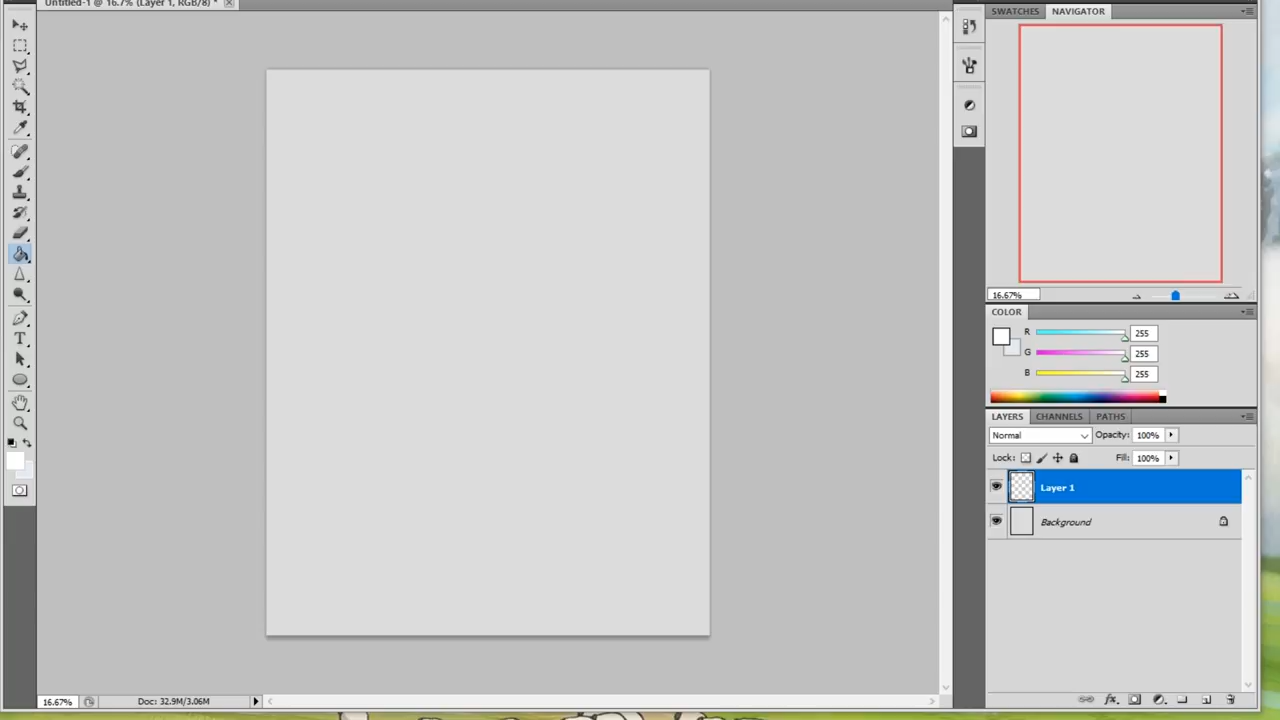 Untitled-1 @ 16.7% (Layer 1, RGB/8) *
SWATCHES NAVIGATOR
16.67%
COLOR
R 255
G 255
B 255
LAYERS CHANNELS PATHS
Normal Opacity: 100%
Lock: Fill: 100%
Layer 1
Background
T
fx
16.67% Doc: 32.9M/3.06M